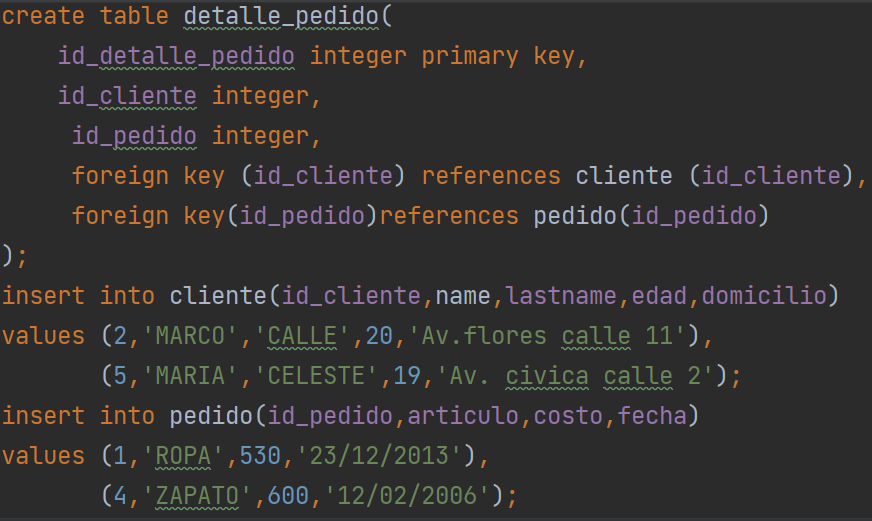 create table detalle_pedido(
    id_detalle_pedido integer primary key,
    id_cliente integer,
     id_pedido integer,
     foreign key (id_cliente) references cliente (id_cliente),
     foreign key(id_pedido)references pedido(id_pedido)
);
insert into cliente(id_cliente,name,lastname,edad,domicilio)
values (2,'MARCO','CALLE',20,'Av.flores calle 11'),
       (5,'MARIA','CELESTE',19,'Av. civica calle 2');
insert into pedido(id_pedido,articulo,costo,fecha)
values (1,'ROPA',530,'23/12/2013'),
       (4,'ZAPATO',600,'12/02/2006');